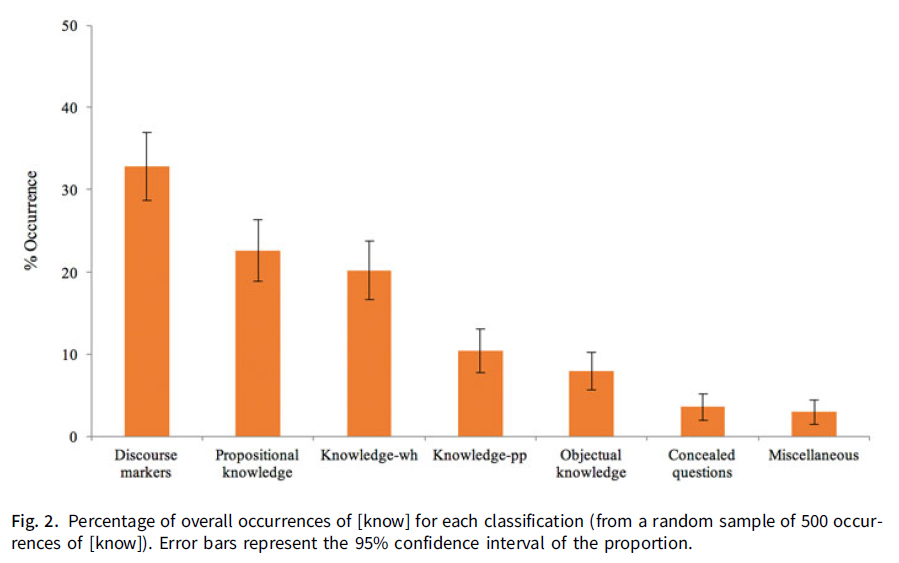 50
40
30
20
10
0
% Occurrence
Discourse
markers
Propositional
knowledge
Knowledge-wh
Knowledge-pp
Objectual
knowledge
Concealed
questions
Miscellaneous
Fig. 2. Percentage of overall occurrences of [know] for each classification (from a random sample of 500 occur-
rences of [know]). Error bars represent the 95% confidence interval of the proportion.